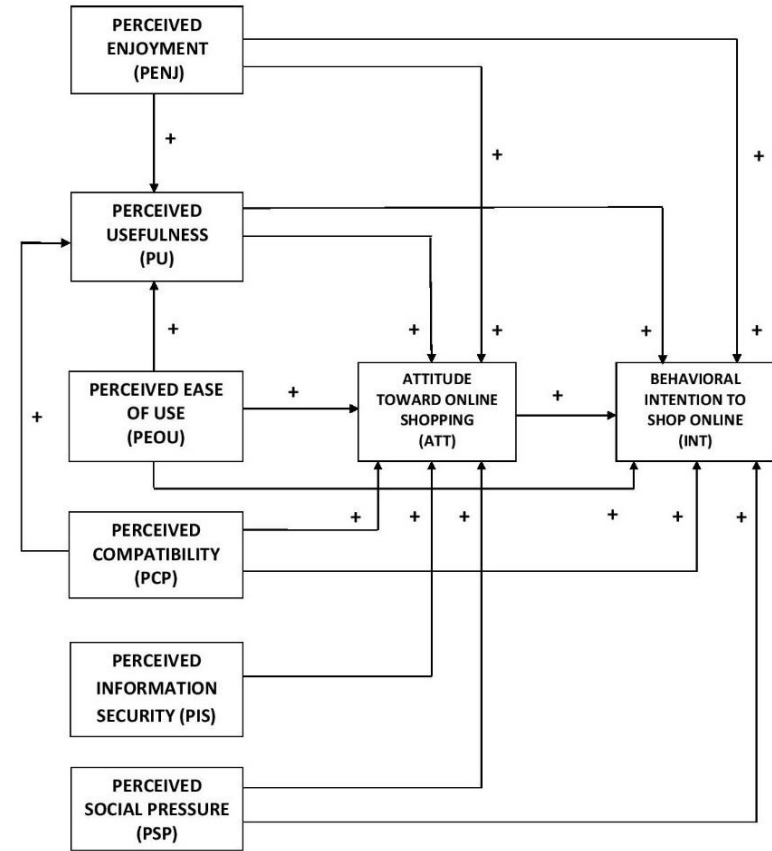 PERCEIVED
ENJOYMENT
(PENJ)
+
+
+
PERCEIVED
USEFULNESS
(PU)
+
+
+
+
+
PERCEIVED EASE
OF USE
(PEOU)
+
+
ATTITUDE
TOWARD ONLINE
SHOPPING
(ATT)
+
BEHAVIORAL
INTENTION TO
SHOP ONLINE
(INT)
PERCEIVED
COMPATIBILITY
(PCP)
+
+
+
+
+
+
PERCEIVED
INFORMATION
SECURITY (PIS)
PERCEIVED
SOCIAL PRESSURE
(PSP)